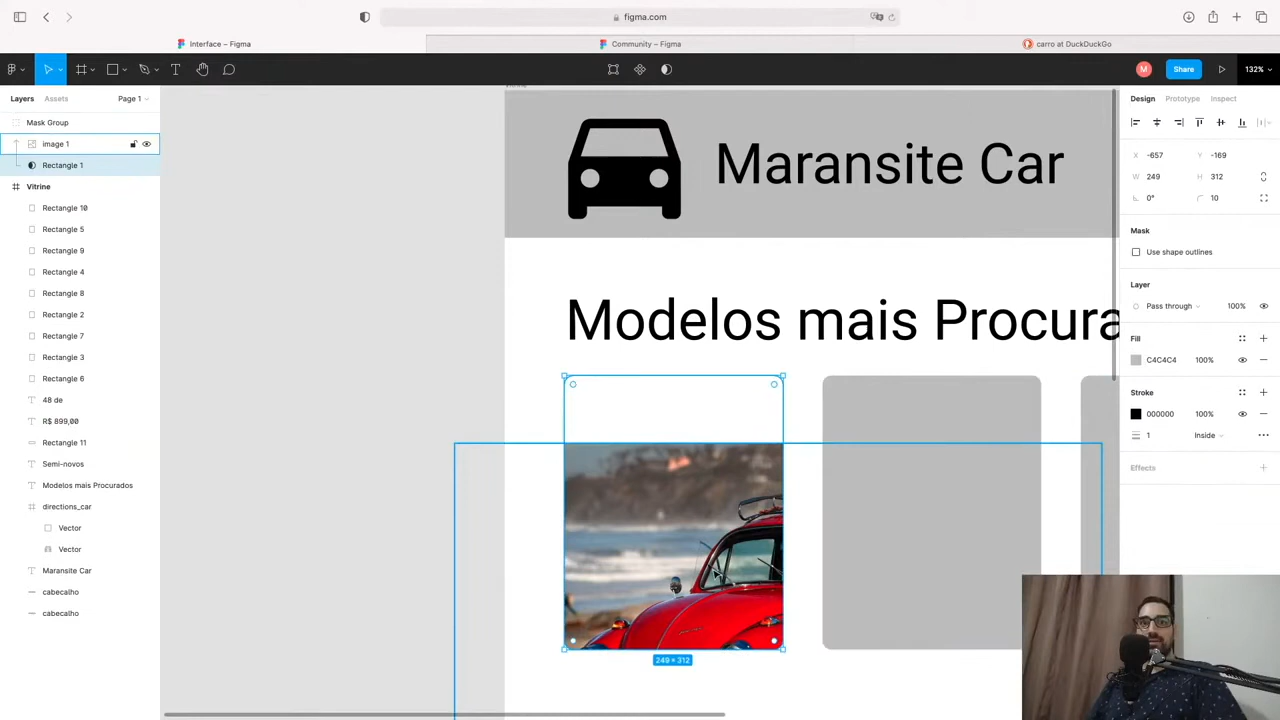 figma.com
Interface – Figma
Community – Figma
carro at DuckDuckGo
M
Share
132%
Layers
Assets
Page 1
Design
Prototype
Inspect
Mask Group
image 1
Rectangle 1
Vitrine
Rectangle 10
Rectangle 5
Rectangle 9
Rectangle 4
Rectangle 8
Rectangle 2
Rectangle 7
Rectangle 3
Rectangle 6
48 de
R$ 899,00
Rectangle 11
Semi-novos
Modelos mais Procurados
directions_car
Vector
Vector
Maransite Car
cabecalho
cabecalho
Vitrine
Maransite Car
Modelos mais Procura
249 × 312
X -657 Y -169
W 249 H 312
0° 10
Mask
Use shape outlines
Layer
Pass through 100%
Fill
C4C4C4 100%
Stroke
000000 100%
1 Inside
Effects